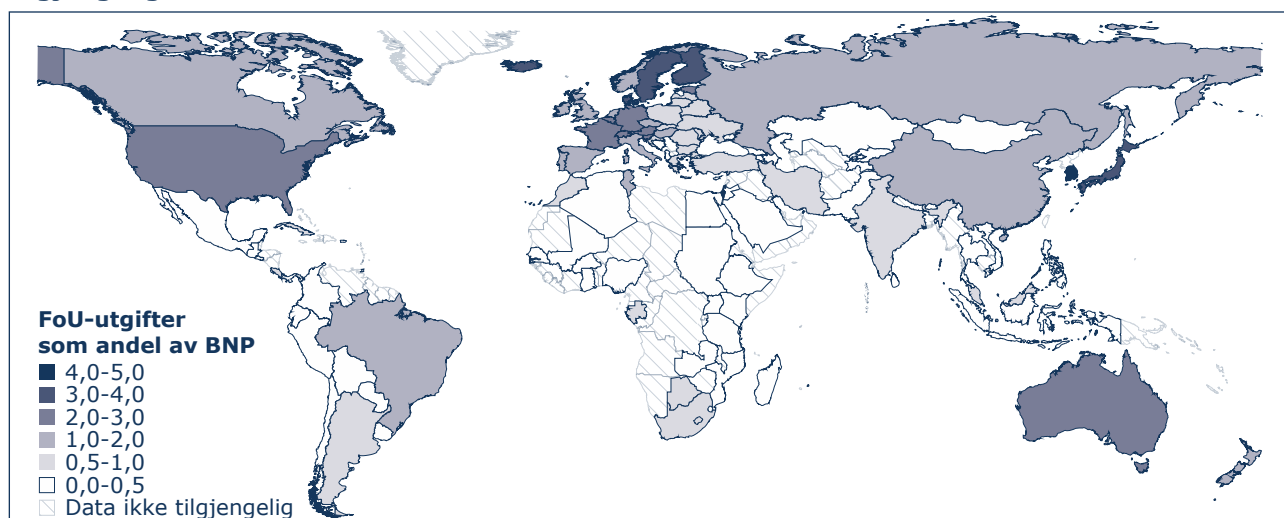 FoU-utgifter
som andel av BNP
4,0-5,0
3,0-4,0
2,0-3,0
1,0-2,0
0,5-1,0
0,0-0,5
Data ikke tilgjengelig